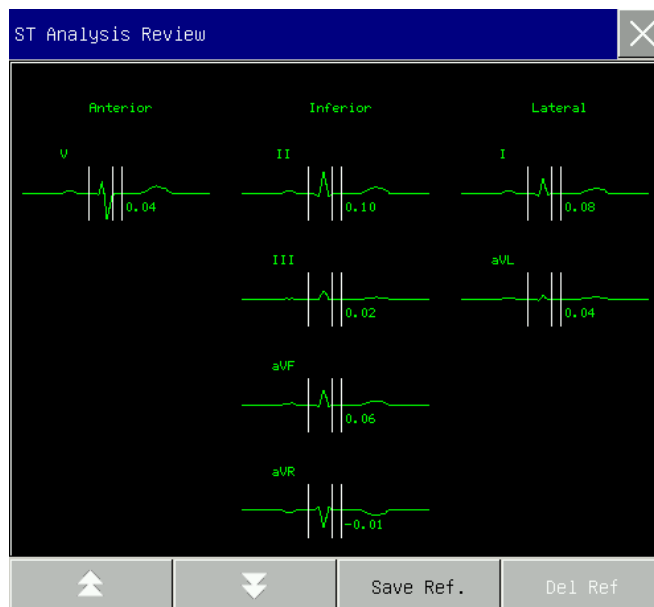 ST Analysis Review
Anterior Inferior Lateral
V II I
0.04 0.10 0.08
III aVL
0.02 0.04
aVF
0.06
aVR
-0.01
Save Ref. Del Ref